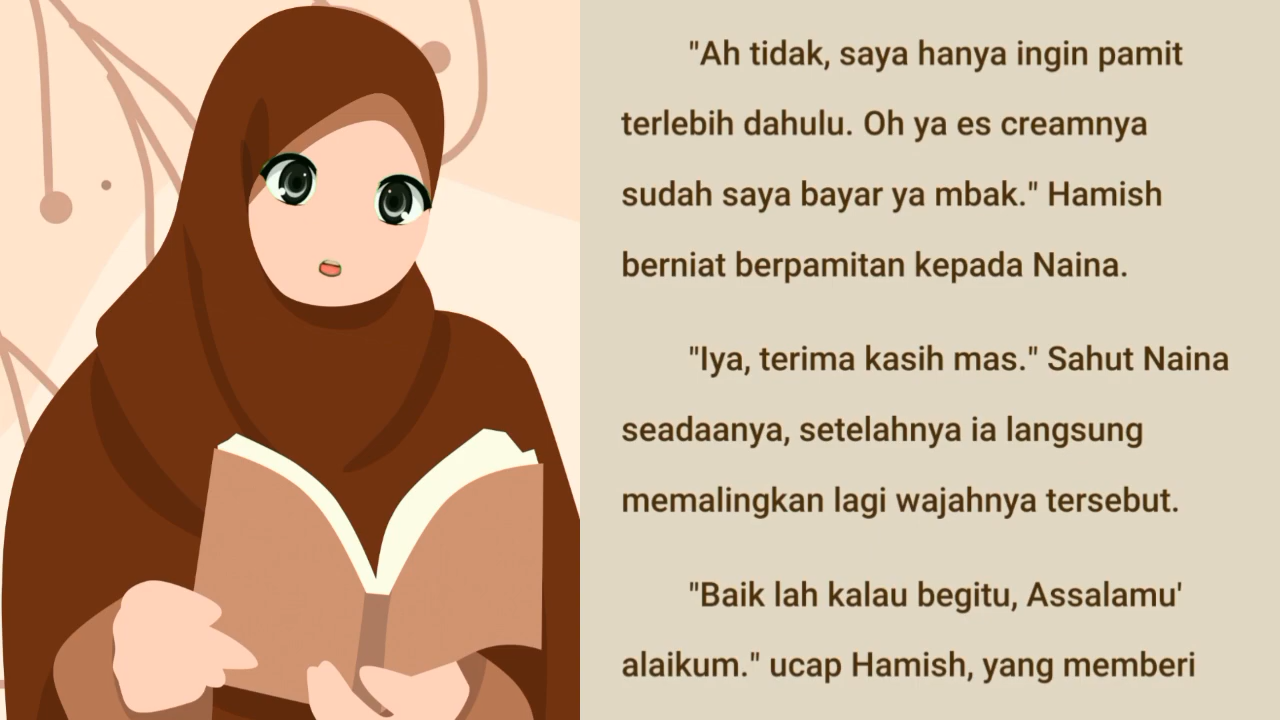 "Ah tidak, saya hanya ingin pamit
terlebih dahulu. Oh ya es creamnya
sudah saya bayar ya mbak." Hamish
berniat berpamitan kepada Naina.
"Iya, terima kasih mas." Sahut Naina
seadaanya, setelahnya ia langsung
memalingkan lagi wajahnya tersebut.
"Baik lah kalau begitu, Assalamu'
alaikum." ucap Hamish, yang memberi